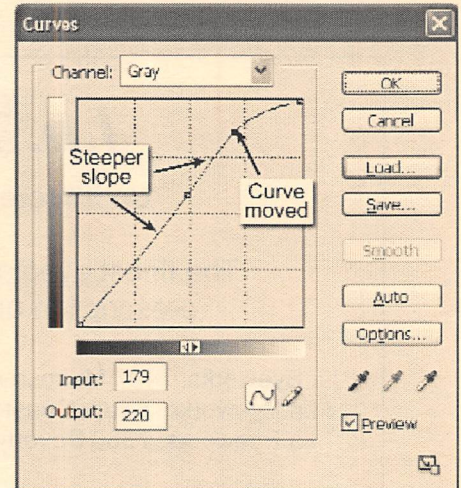 Curves
Channel: Gray
OK
Cancel
Load...
Save...
Smooth
Auto
Options...
Preview
Steeper
slope
Curve
moved
Input: 179
Output: 220